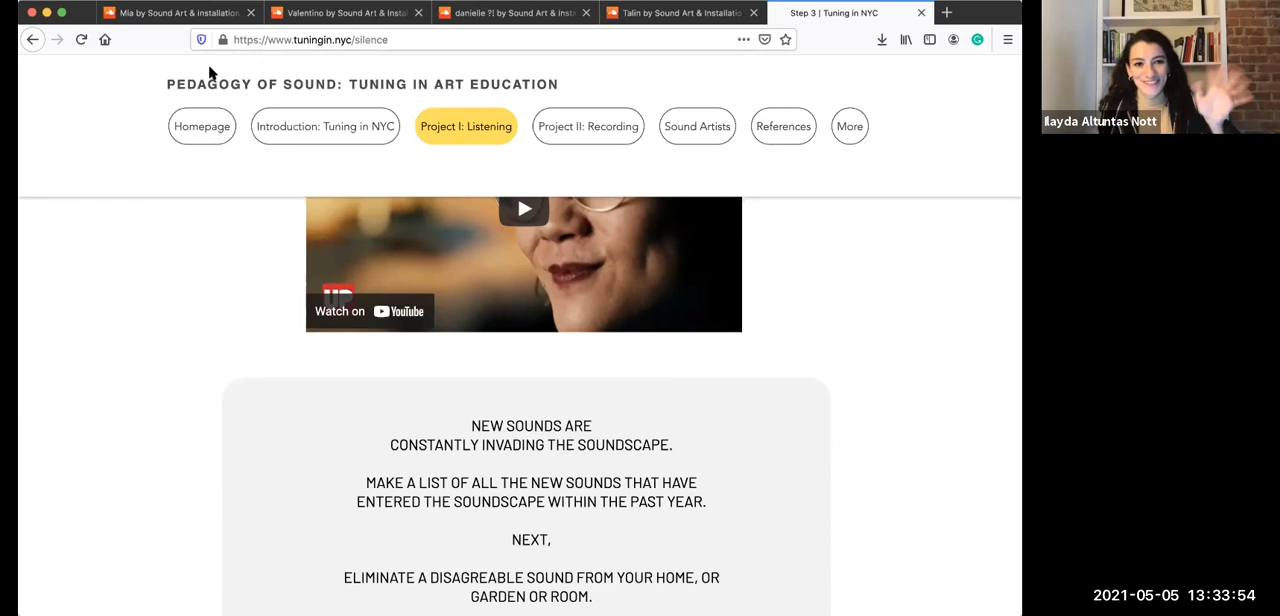 Mia by Sound Art & installation
Valentino by Sound Art & Instal
danielle ?! by Sound Art & Insta
Talin by Sound Art & Installatio
Step 3 | Tuning in NYC
https://www.tuningin.nyc/silence
PEDAGOGY OF SOUND: TUNING IN ART EDUCATION
Homepage
Introduction: Tuning in NYC
Project I: Listening
Project II: Recording
Sound Artists
References
More
UP
Watch on YouTube
NEW SOUNDS ARE
CONSTANTLY INVADING THE SOUNDSCAPE.
MAKE A LIST OF ALL THE NEW SOUNDS THAT HAVE
ENTERED THE SOUNDSCAPE WITHIN THE PAST YEAR.
NEXT,
ELIMINATE A DISAGREABLE SOUND FROM YOUR HOME, OR
GARDEN OR ROOM.
Ilayda Altuntas Nott
2021-05-05 13:33:54